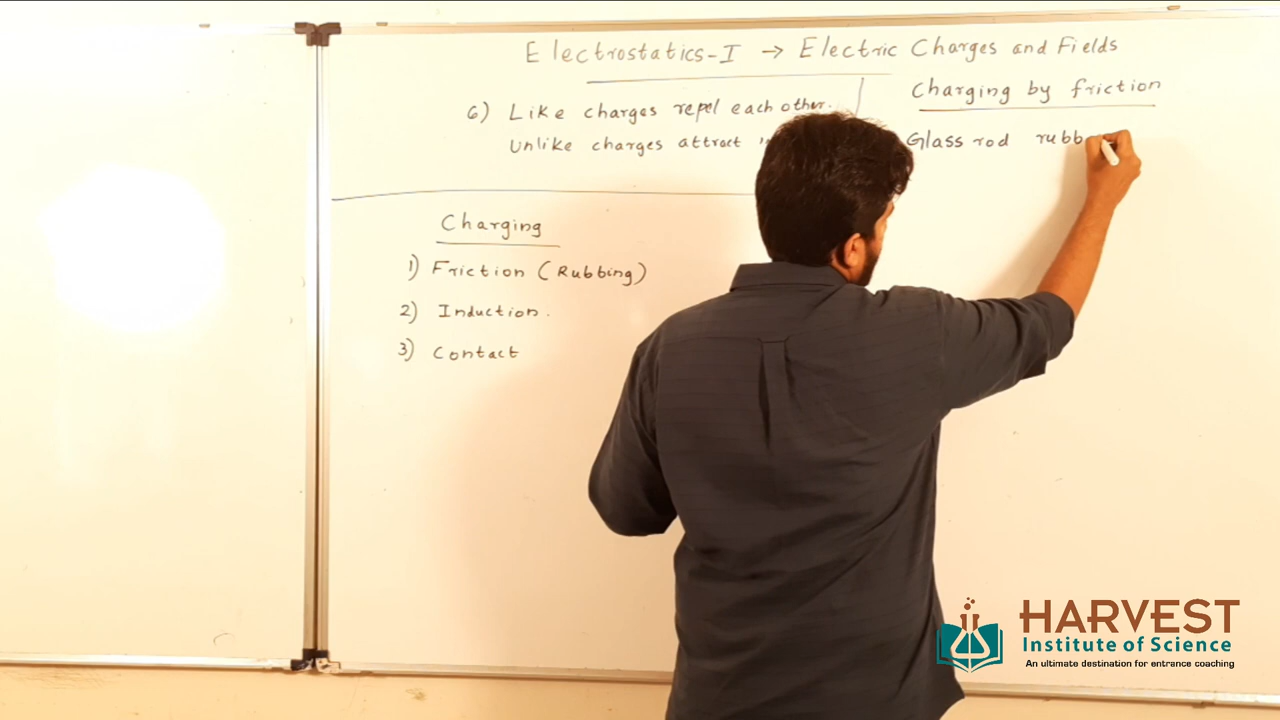 Electrostatics-I → Electric Charges and Fields
6) Like charges repel each other.
Unlike charges attract
Charging
1) Friction (Rubbing)
2) Induction.
3) Contact
Charging by friction
Glass rod rubb
HARVEST
Institute of Science
An ultimate destination for entrance coaching